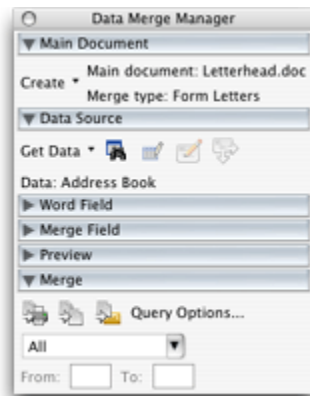 Data Merge Manager
Main Document
Create
Main document: Letterhead.doc
Merge type: Form Letters
Data Source
Get Data
Data: Address Book
Word Field
Merge Field
Preview
Merge
Query Options...
All
From: To: